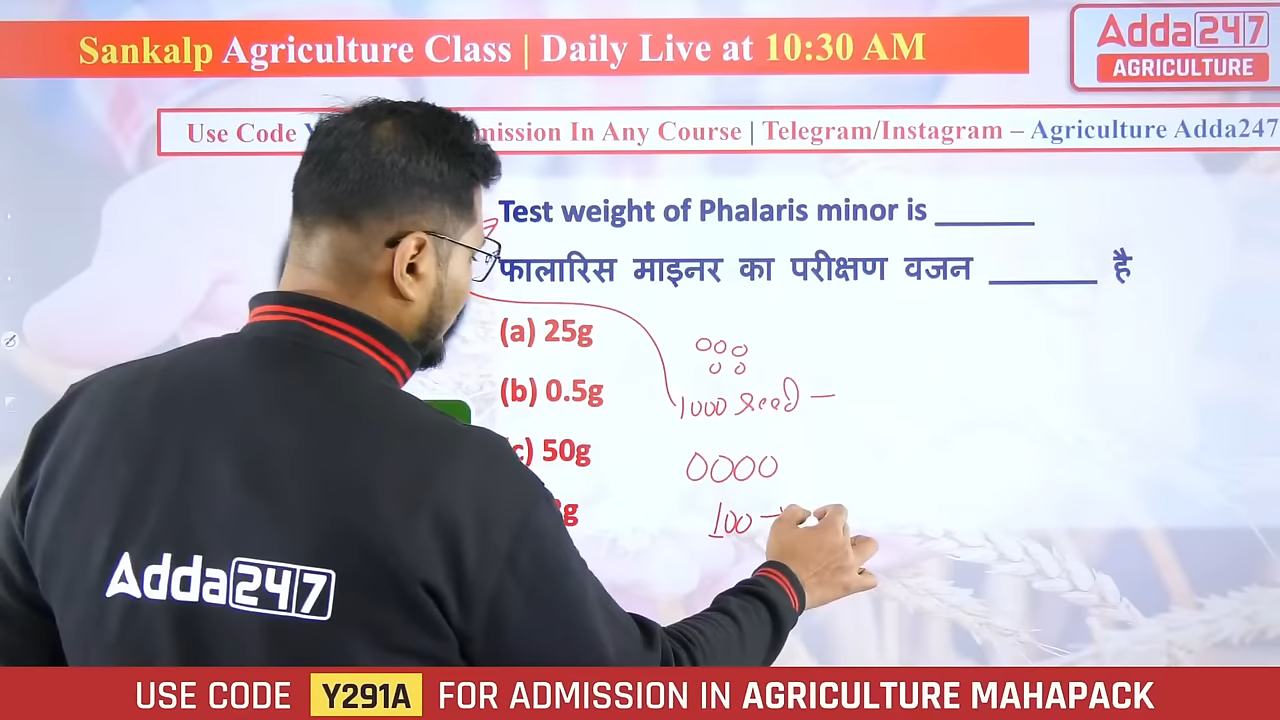 Sankalp Agriculture Class | Daily Live at 10:30 AM
Adda247
AGRICULTURE
Use Code mission In Any Course | Telegram/Instagram – Agriculture Adda247
Test weight of Phalaris minor is ______
फालारिस माइनर का परीक्षण वजन ______ है
(a) 25g
(b) 0.5g
c) 50g
g
1000 seed –
100 –
Adda247
USE CODE Y291A FOR ADMISSION IN AGRICULTURE MAHAPACK